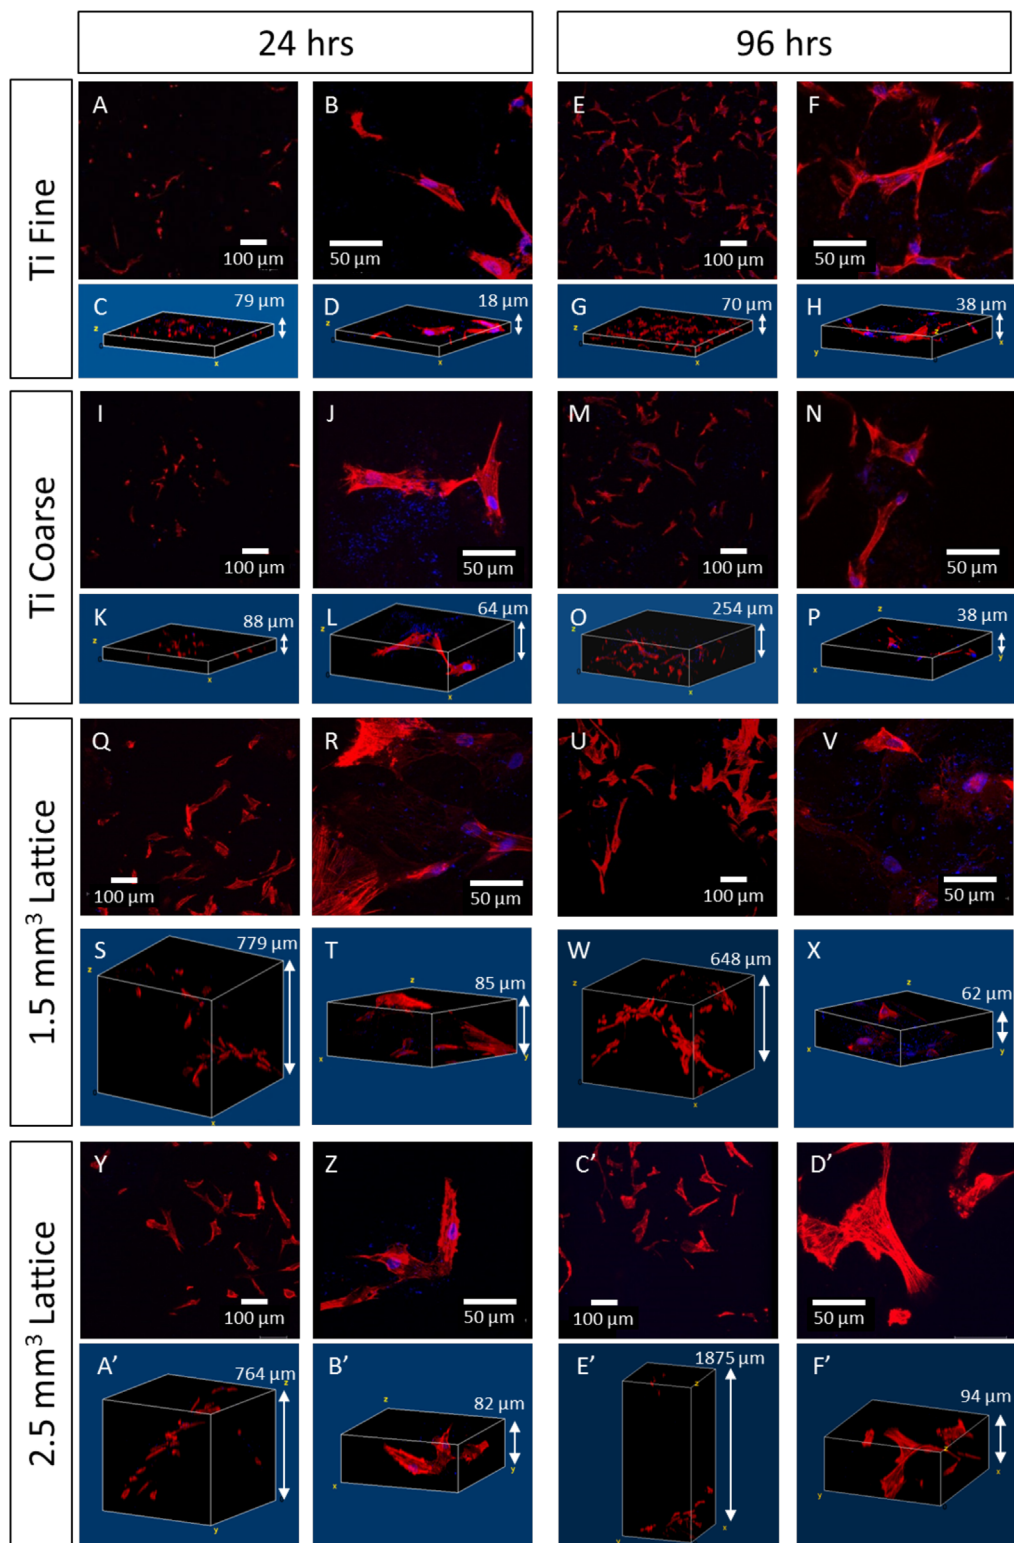 24 hrs 96 hrs
Ti Fine
A B E F
100 µm 50 µm 100 µm 50 µm
C 79 µm D 18 µm G 70 µm H 38 µm
z x z x z x z y x
Ti Coarse
I J M N
100 µm 50 µm 100 µm 50 µm
K 88 µm L 64 µm O 254 µm P 38 µm
z x z x z x z x y
1.5 mm³ Lattice
Q R U V
100 µm 50 µm 100 µm 50 µm
S 779 µm T 85 µm W 648 µm X 62 µm
z x z x y z x z x y
2.5 mm³ Lattice
Y Z C’ D’
100 µm 50 µm 100 µm 50 µm
A’ 764 µm B’ 82 µm E’ 1875 µm F’ 94 µm
z y z x y z y x z y x